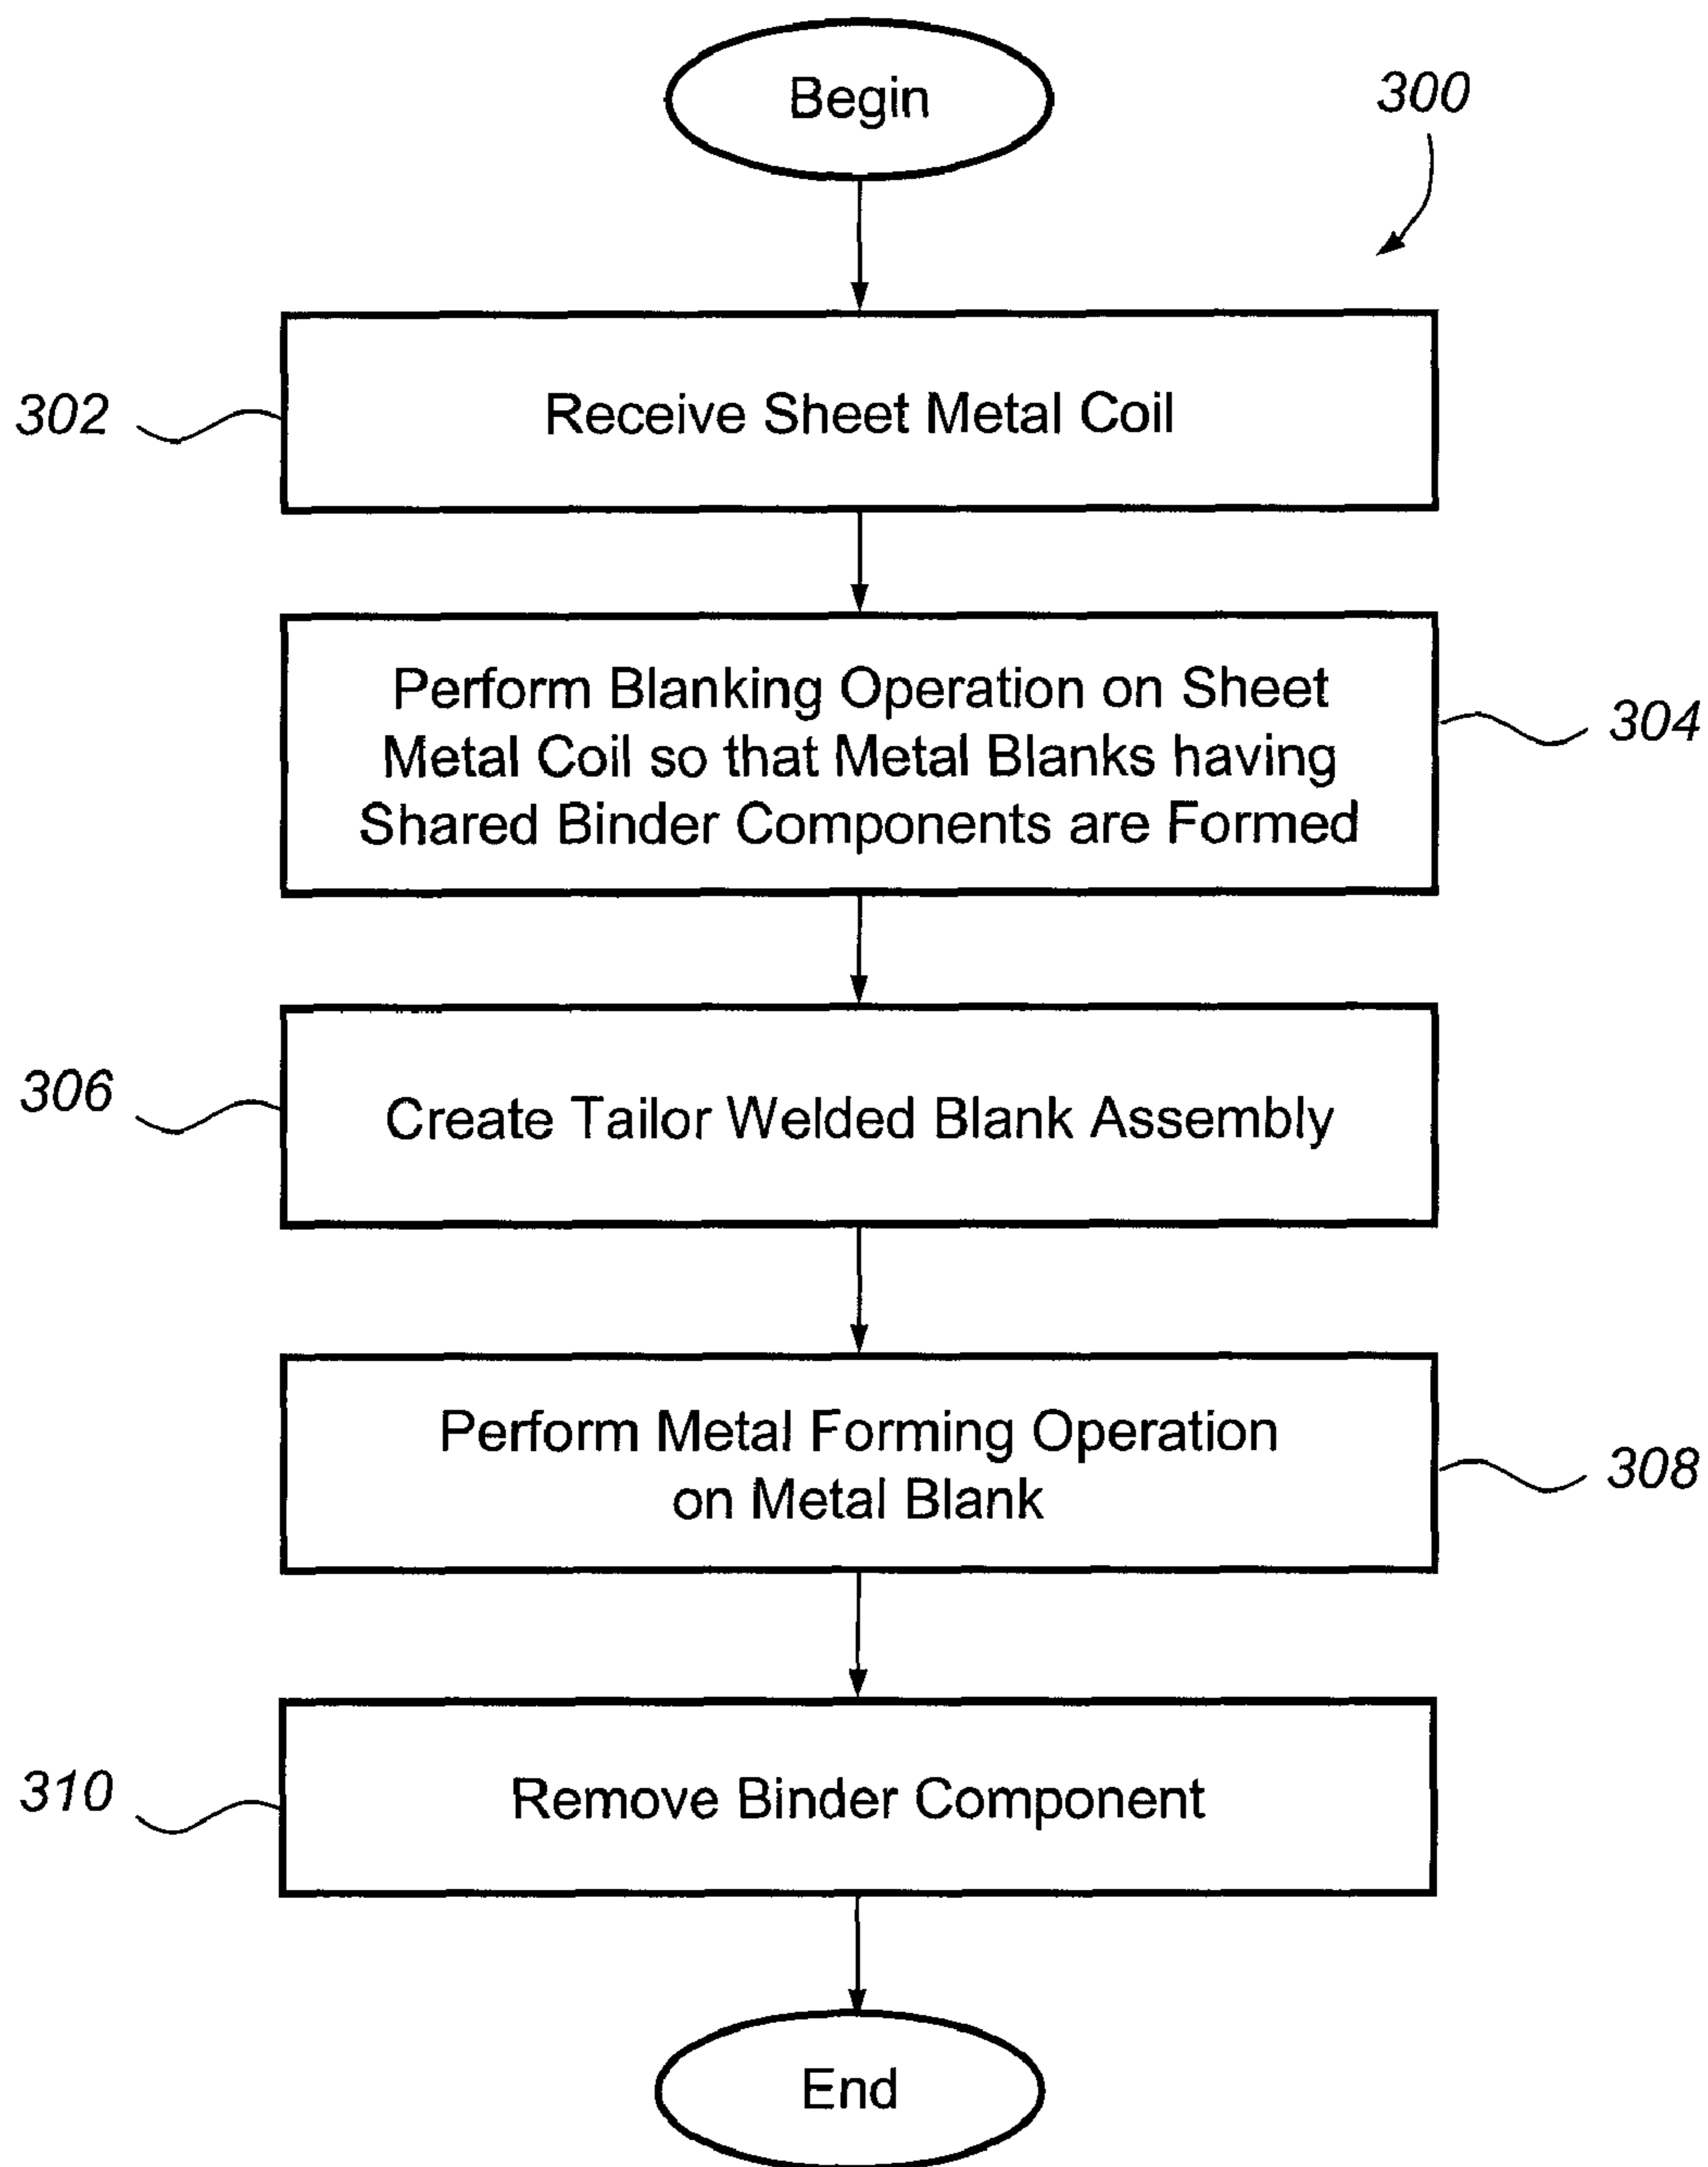 Begin
300
302
Receive Sheet Metal Coil
Perform Blanking Operation on Sheet
Metal Coil so that Metal Blanks having
Shared Binder Components are Formed
304
306
Create Tailor Welded Blank Assembly
Perform Metal Forming Operation
on Metal Blank
308
310
Remove Binder Component
End